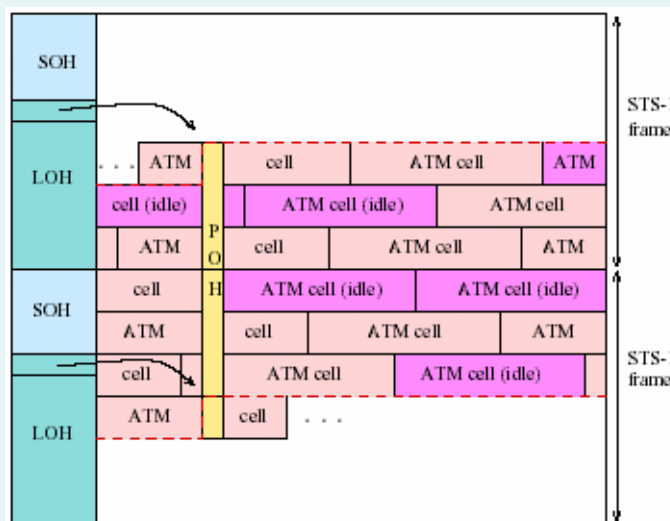 SOH
STS-1
frame
. . . ATM cell ATM cell ATM
LOH
cell (idle) ATM cell (idle) ATM cell
P
ATM cell ATM cell ATM
O
cell H ATM cell (idle) ATM cell (idle)
SOH
ATM cell ATM cell ATM
STS-1
frame
cell ATM cell ATM cell (idle)
ATM cell . . .
LOH